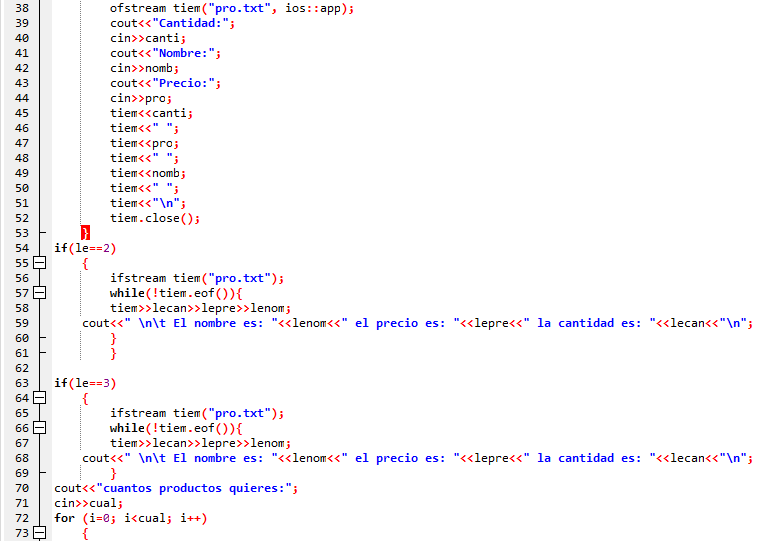 38 ofstream tiem("pro.txt", ios::app);
39 cout<<"Cantidad:";
40 cin>>canti;
41 cout<<"Nombre:";
42 cin>>nomb;
43 cout<<"Precio:";
44 cin>>pro;
45 tiem<<canti;
46 tiem<<" ";
47 tiem<<pro;
48 tiem<<" ";
49 tiem<<nomb;
50 tiem<<" ";
51 tiem<<"\n";
52 tiem.close();
53 }
54 if(le==2)
55 {
56 ifstream tiem("pro.txt");
57 while(!tiem.eof()){
58 tiem>>lecan>>lepre>>lenom;
59 cout<<" \n\t El nombre es: "<<lenom<<" el precio es: "<<lepre<<" la cantidad es: "<<lecan<<"\n";
60 }
61 }
62
63 if(le==3)
64 {
65 ifstream tiem("pro.txt");
66 while(!tiem.eof()){
67 tiem>>lecan>>lepre>>lenom;
68 cout<<" \n\t El nombre es: "<<lenom<<" el precio es: "<<lepre<<" la cantidad es: "<<lecan<<"\n";
69 }
70 cout<<"cuantos productos quieres:";
71 cin>>cual;
72 for (i=0; i<cual; i++)
73 {